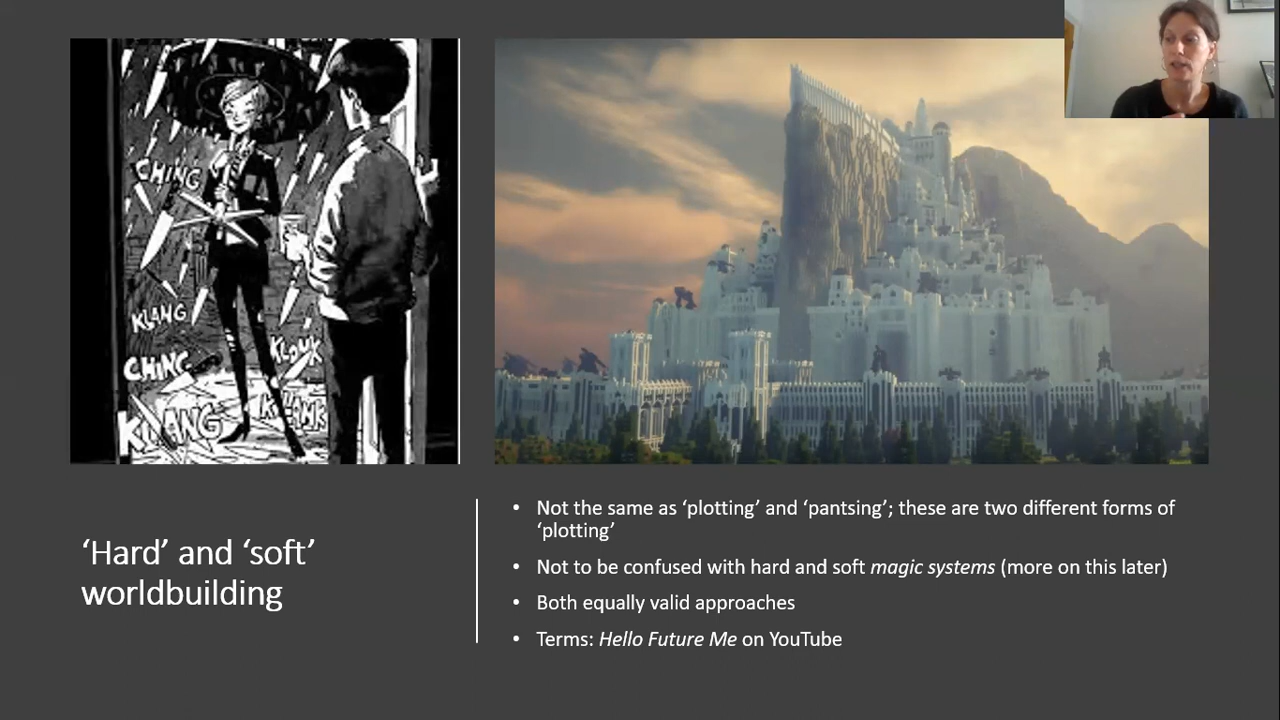 CHING
KLANG
CHING
KLOUK
KLANG
KLANK
‘Hard’ and ‘soft’
worldbuilding
• Not the same as ‘plotting’ and ‘pantsing’; these are two different forms of
‘plotting’
• Not to be confused with hard and soft magic systems (more on this later)
• Both equally valid approaches
• Terms: Hello Future Me on YouTube